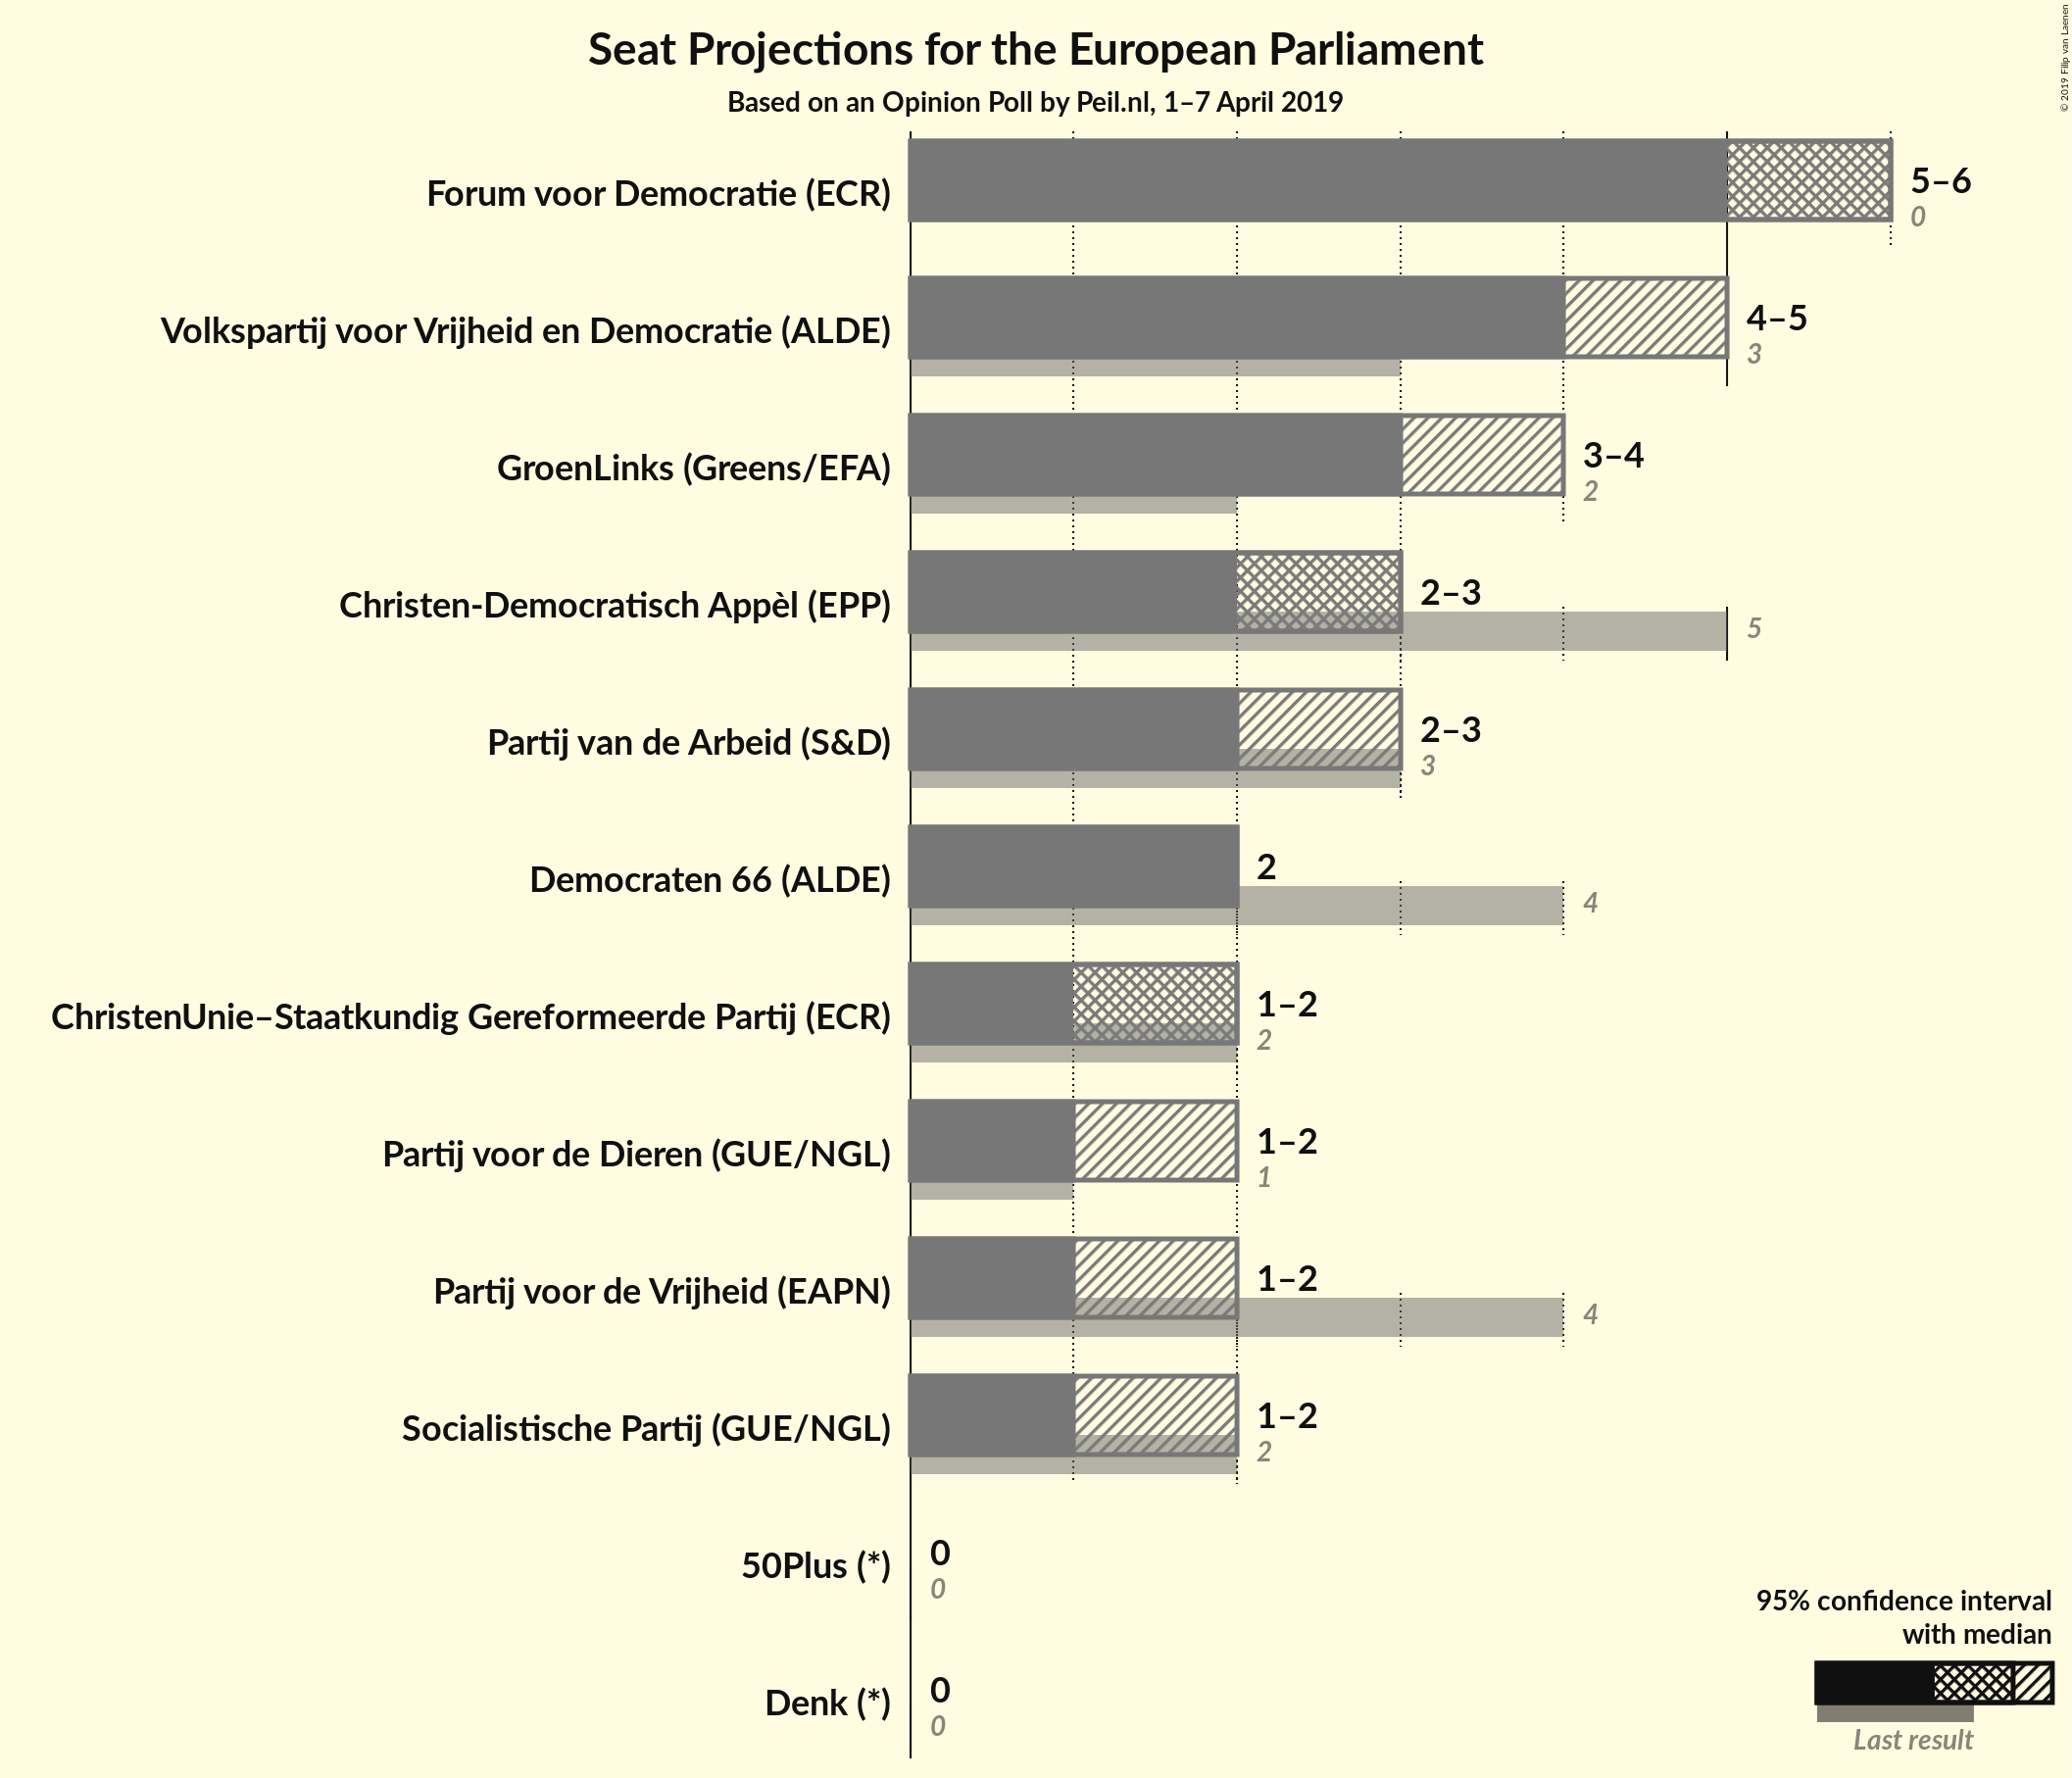 Seat Projections for the European Parliament
Based on an Opinion Poll by Peil.nl, 1–7 April 2019
© 2019 Filip van Laenen
Forum voor Democratie (ECR)
5–6
0
Volkspartij voor Vrijheid en Democratie (ALDE)
4–5
3
GroenLinks (Greens/EFA)
3–4
2
Christen-Democratisch Appèl (EPP)
2–3
5
Partij van de Arbeid (S&D)
2–3
3
Democraten 66 (ALDE)
2
4
ChristenUnie–Staatkundig Gereformeerde Partij (ECR)
1–2
2
Partij voor de Dieren (GUE/NGL)
1–2
1
Partij voor de Vrijheid (EAPN)
1–2
4
Socialistische Partij (GUE/NGL)
1–2
2
50Plus (*)
0
0
Denk (*)
0
0
95% confidence interval
with median
Last result